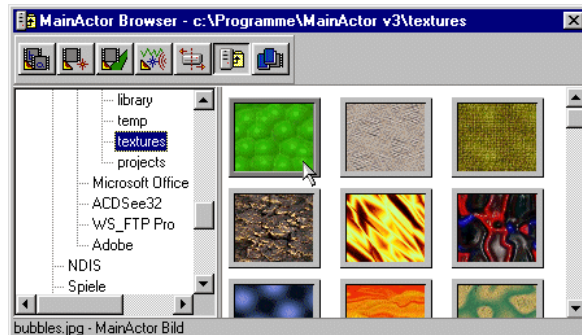 MainActor Browser - c:\Programme\MainActor v3\textures
library
temp
textures
projects
Microsoft Office
ACDSee32
WS_FTP Pro
Adobe
NDIS
Spiele
bubbles.jpg - MainActor Bild